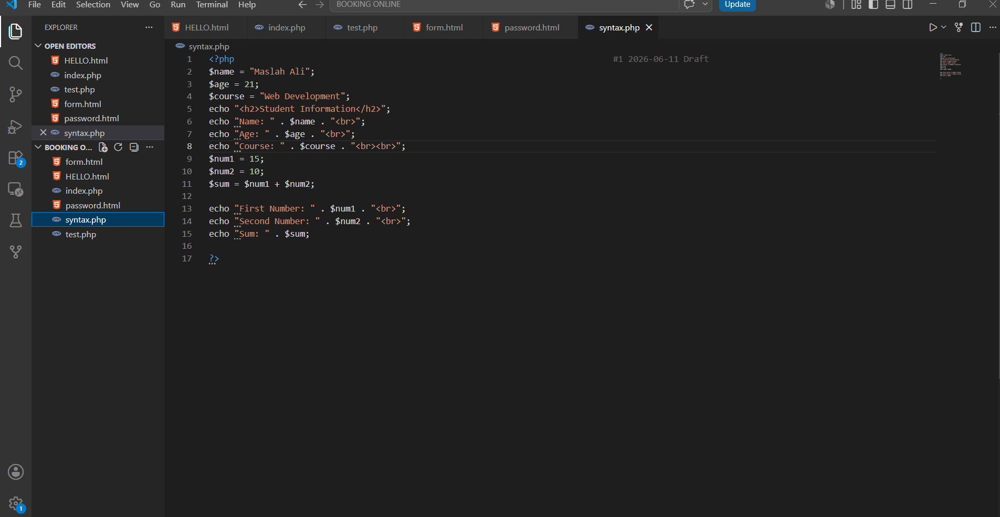 File Edit Selection View Go Run Terminal Help
BOOKING ONLINE
Update
EXPLORER
HELLO.html
index.php
test.php
form.html
password.html
syntax.php
OPEN EDITORS
HELLO.html
index.php
test.php
form.html
password.html
syntax.php
BOOKING O...
form.html
HELLO.html
index.php
password.html
syntax.php
test.php
2
1
syntax.php
1 <?php #1 2026-06-11 Draft
2 $name = "Maslah Ali";
3 $age = 21;
4 $course = "Web Development";
5 echo "<h2>Student Information</h2>";
6 echo "Name: " . $name . "<br>";
7 echo "Age: " . $age . "<br>";
8 echo "Course: " . $course . "<br><br>";
9 $num1 = 15;
10 $num2 = 10;
11 $sum = $num1 + $num2;
12
13 echo "First Number: " . $num1 . "<br>";
14 echo "Second Number: " . $num2 . "<br>";
15 echo "Sum: " . $sum;
16
17 ?>